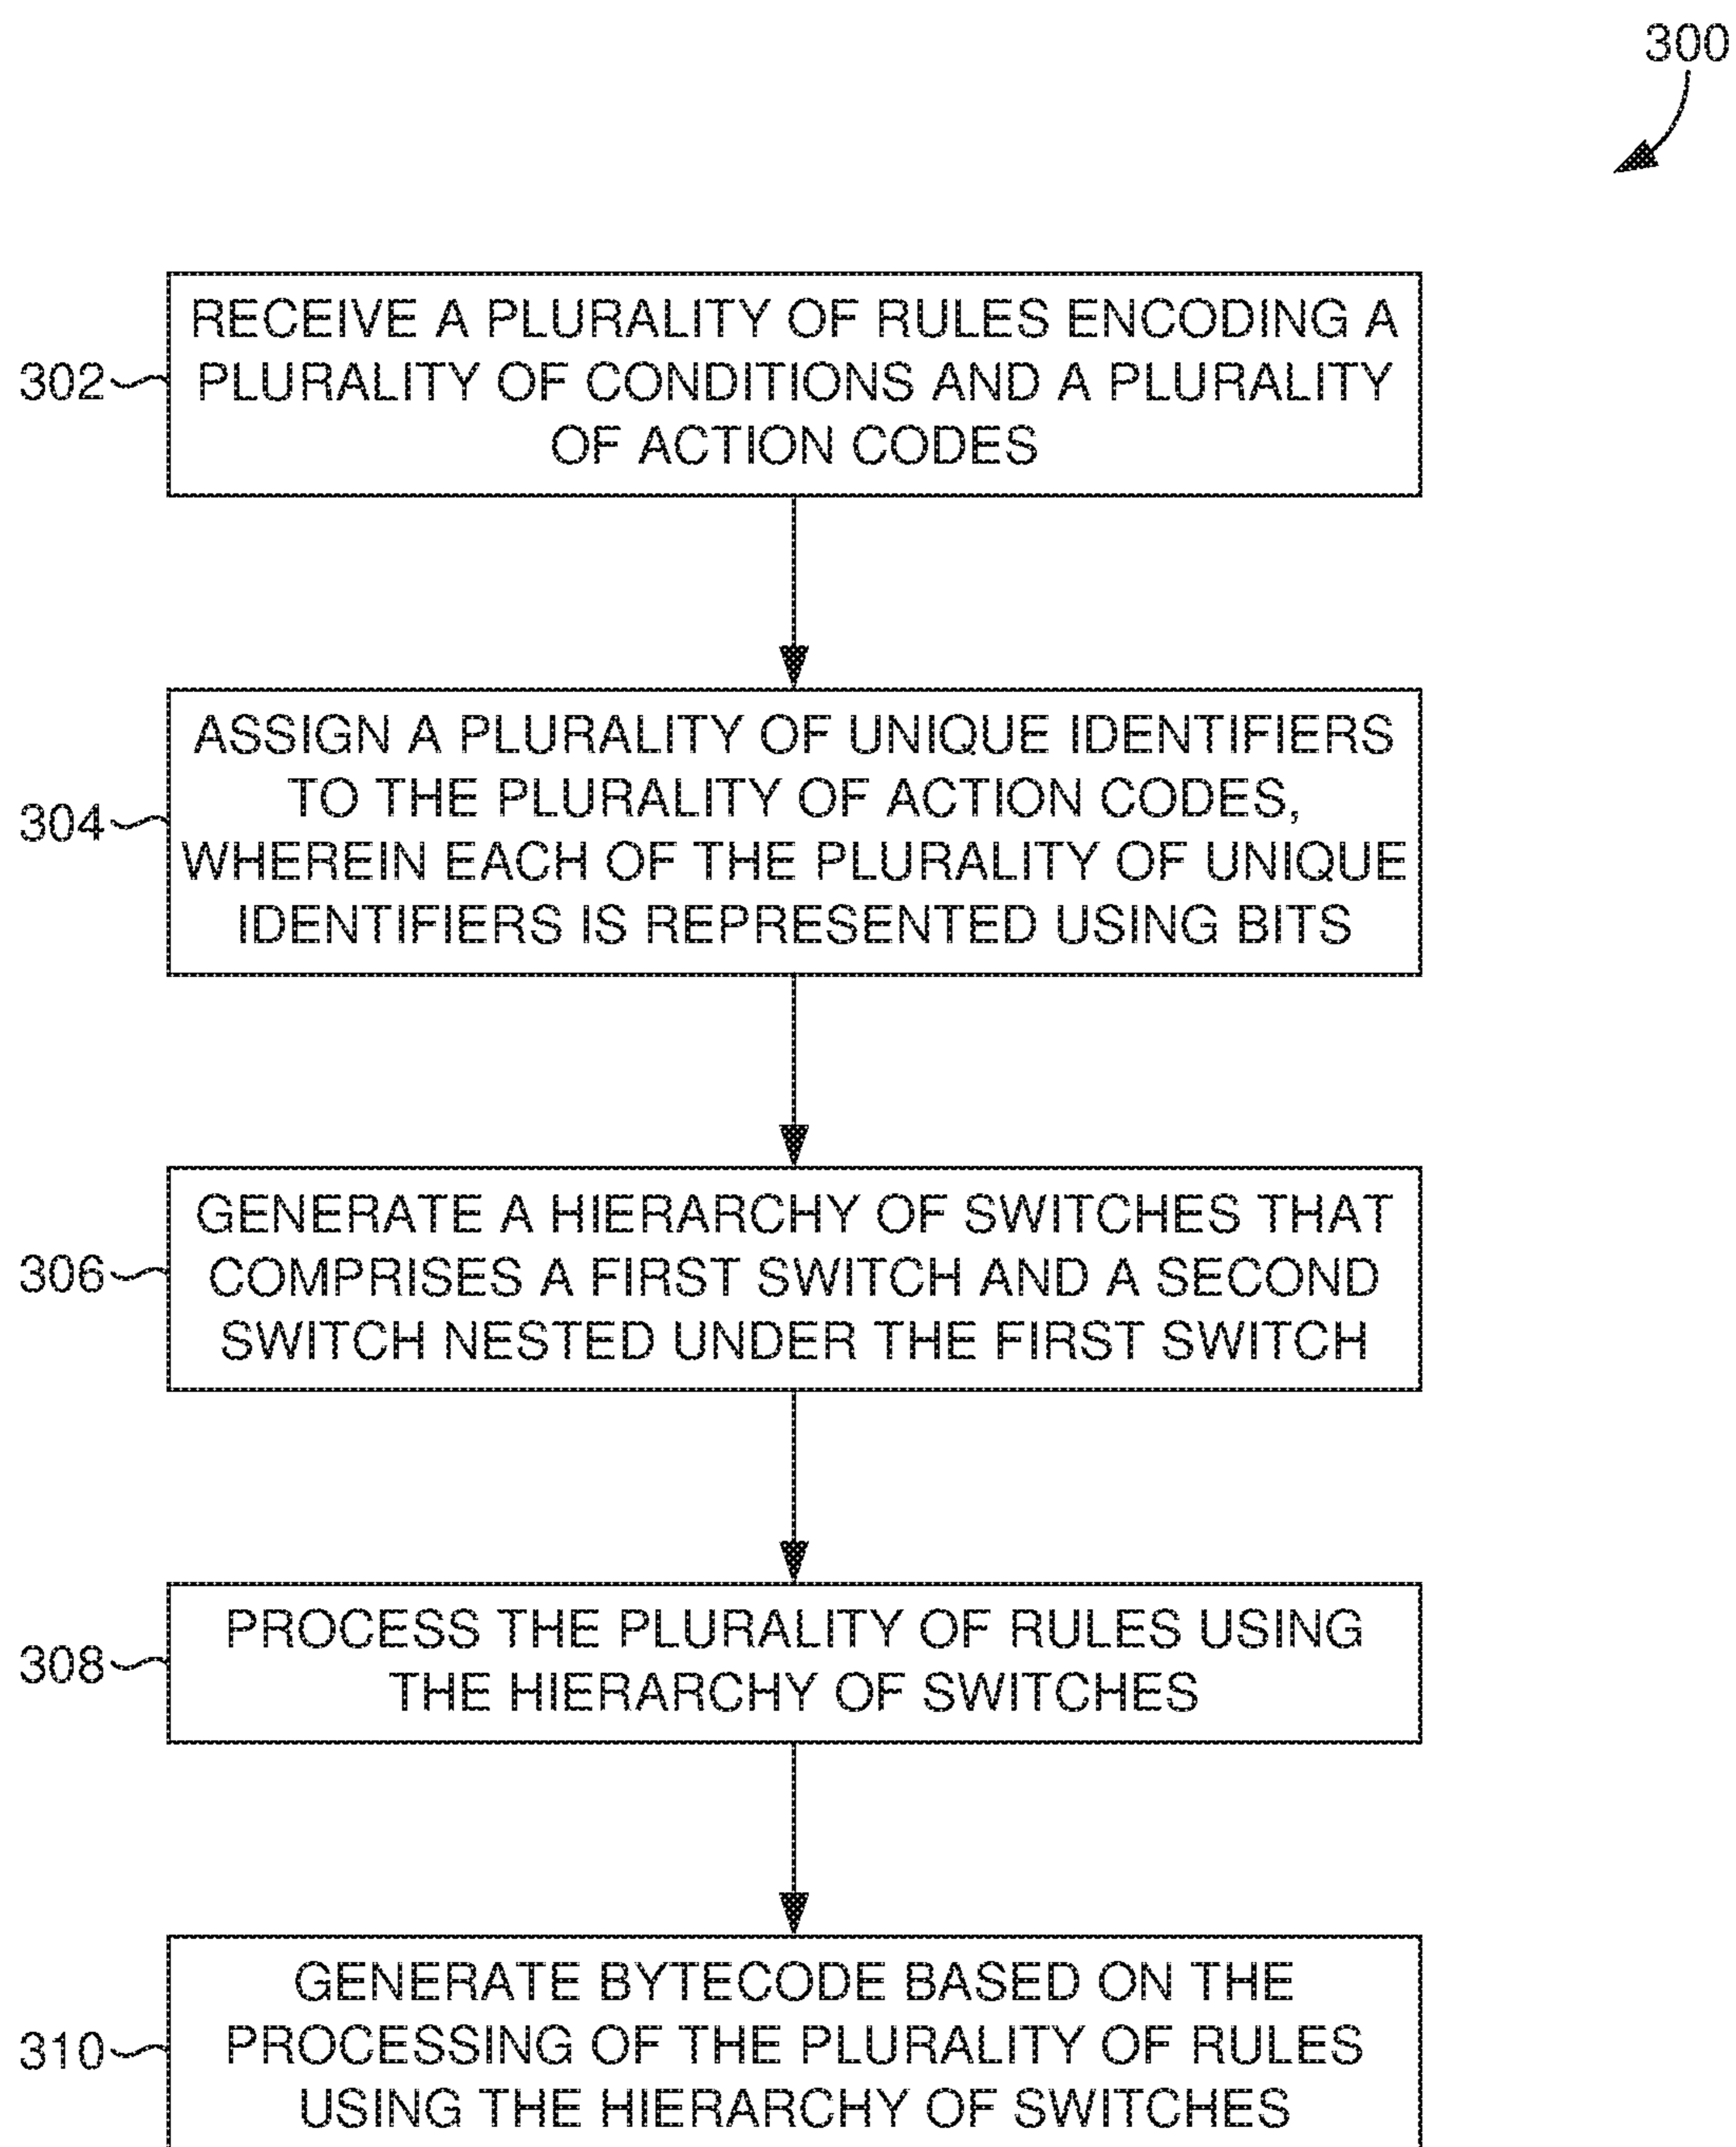 300
RECEIVE A PLURALITY OF RULES ENCODING A
302
PLURALITY OF CONDITIONS AND A PLURALITY
OF ACTION CODES
ASSIGN A PLURALITY OF UNIQUE IDENTIFIERS
TO THE PLURALITY OF ACTION CODES,
304
WHEREIN EACH OF THE PLURALITY OF UNIQUE
IDENTIFIERS IS REPRESENTED USING BITS
GENERATE A HIERARCHY OF SWITCHES THAT
306
COMPRISES A FIRST SWITCH AND A SECOND
SWITCH NESTED UNDER THE FIRST SWITCH
PROCESS THE PLURALITY OF RULES USING
308
THE HIERARCHY OF SWITCHES
GENERATE BYTECODE BASED ON THE
310
PROCESSING OF THE PLURALITY OF RULES
USING THE HIERARCHY OF SWITCHES